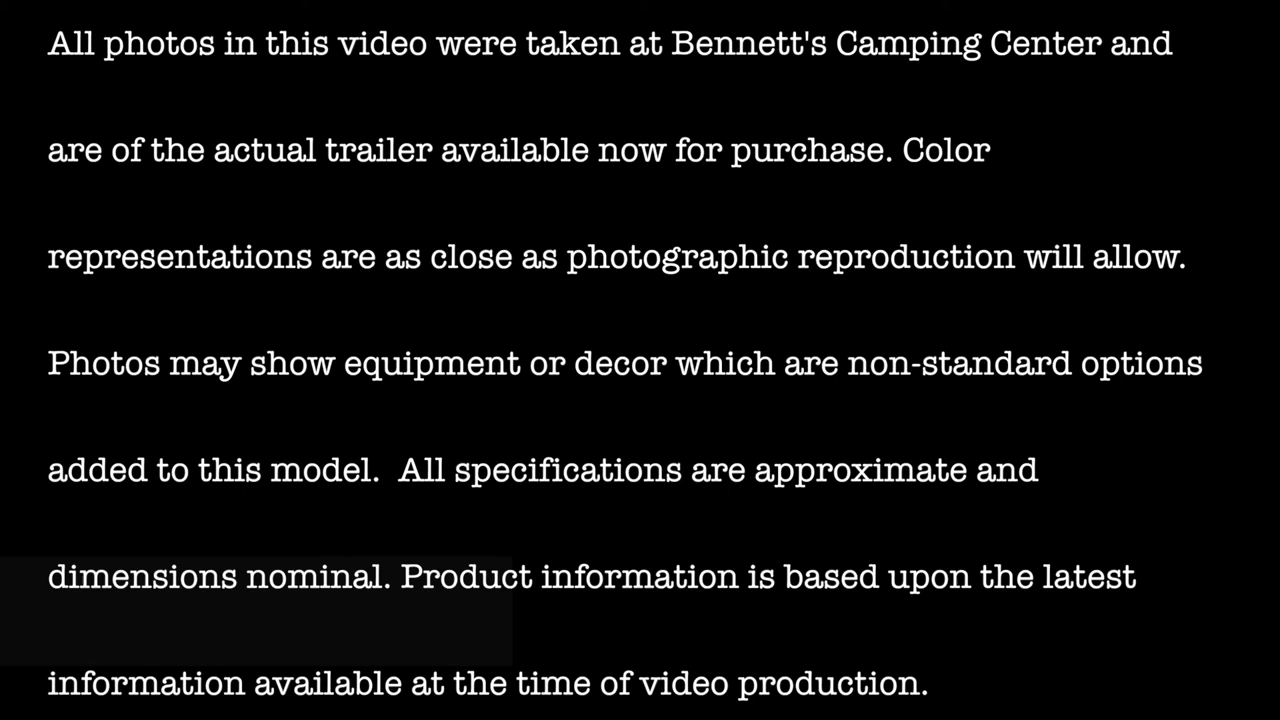 All photos in this video were taken at Bennett's Camping Center and
are of the actual trailer available now for purchase. Color
representations are as close as photographic reproduction will allow.
Photos may show equipment or decor which are non-standard options
added to this model.  All specifications are approximate and
dimensions nominal. Product information is based upon the latest
information available at the time of video production.